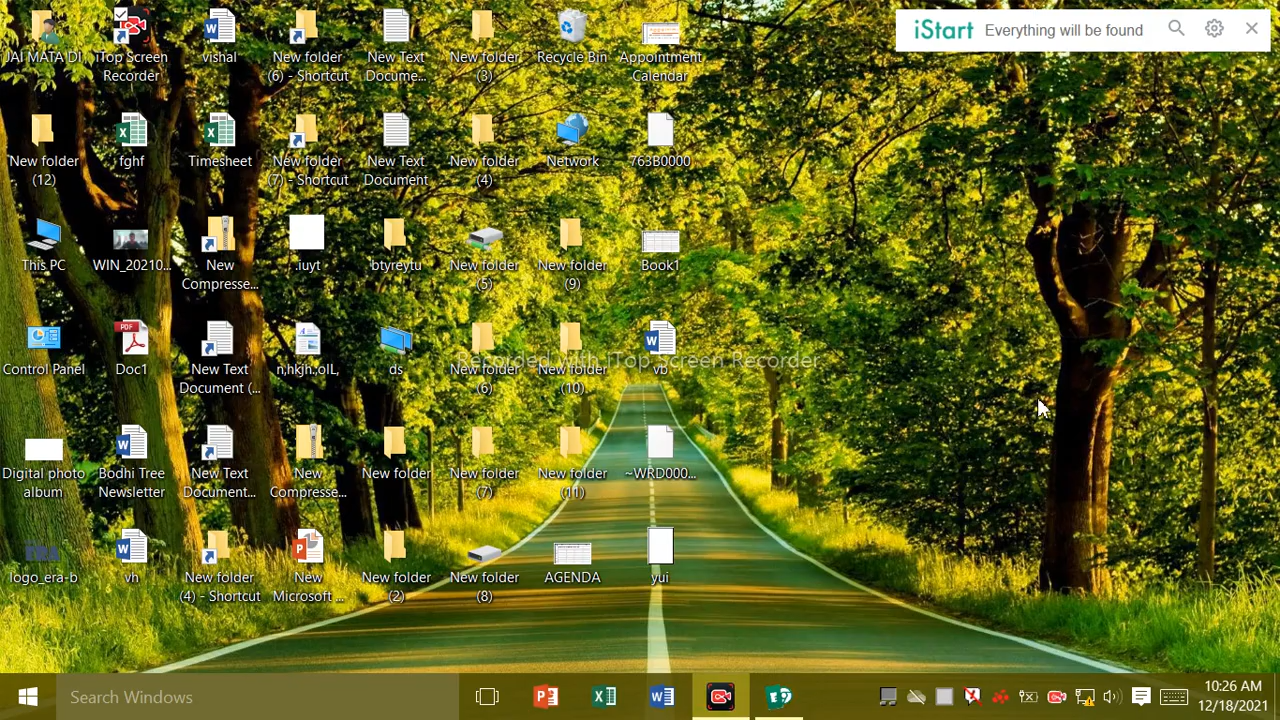 JAI MATA DI
iTop Screen
Recorder
vishal
New folder
(6) - Shortcut
New Text
Docume...
New folder
(3)
Recycle Bin
Appointment
Calendar
iStart Everything will be found
New folder
(12)
fghf
Timesheet
New folder
(7) - Shortcut
New Text
Document
New folder
(4)
Network
763B0000
This PC
WIN_20210...
New
Compresse...
.iuyt
btyreytu
New folder
(5)
New folder
(9)
Book1
Control Panel
Doc1
New Text
Document (...
n,hkjh.;oIL,
ds
New folder
(6)
New folder
(10)
vb
Recorded with iTop Screen Recorder
Digital photo
album
Bodhi Tree
Newsletter
New Text
Document...
New
Compresse...
New folder
New folder
(7)
New folder
(11)
~WRD000...
logo_era-b
vh
New folder
(4) - Shortcut
New
Microsoft ...
New folder
(2)
New folder
(8)
AGENDA
yui
Search Windows
10:26 AM
12/18/2021